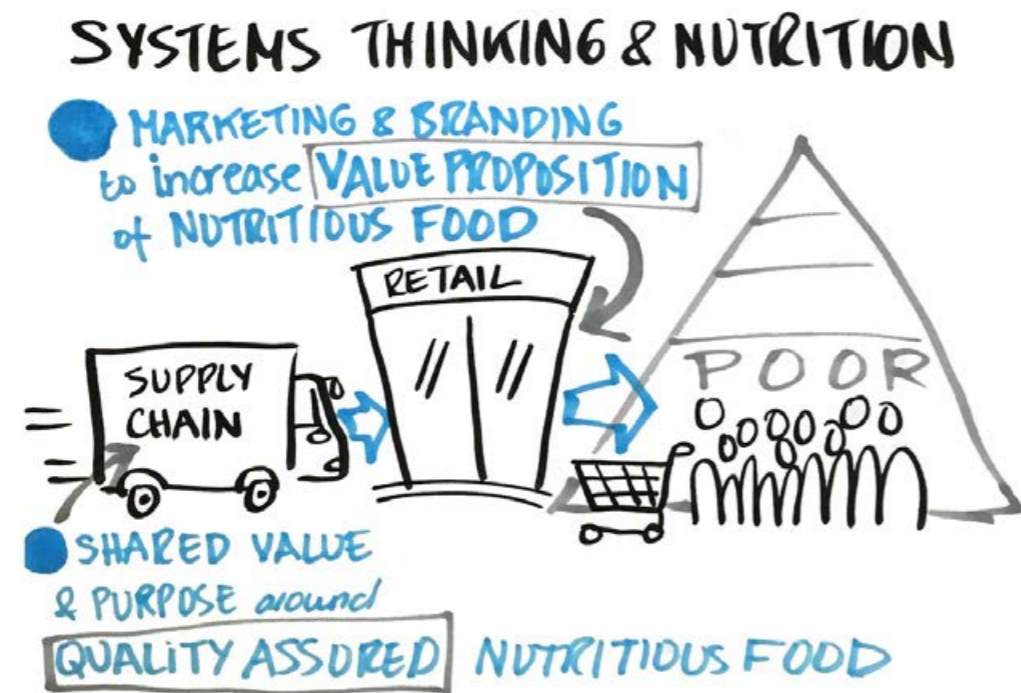 SYSTEMS THINKING & NUTRITION
MARKETING & BRANDING
to increase VALUE PROPOSITION
of NUTRITIOUS FOOD
RETAIL
SUPPLY
CHAIN
POOR
SHARED VALUE
& PURPOSE around
QUALITY ASSURED NUTRITIOUS FOOD